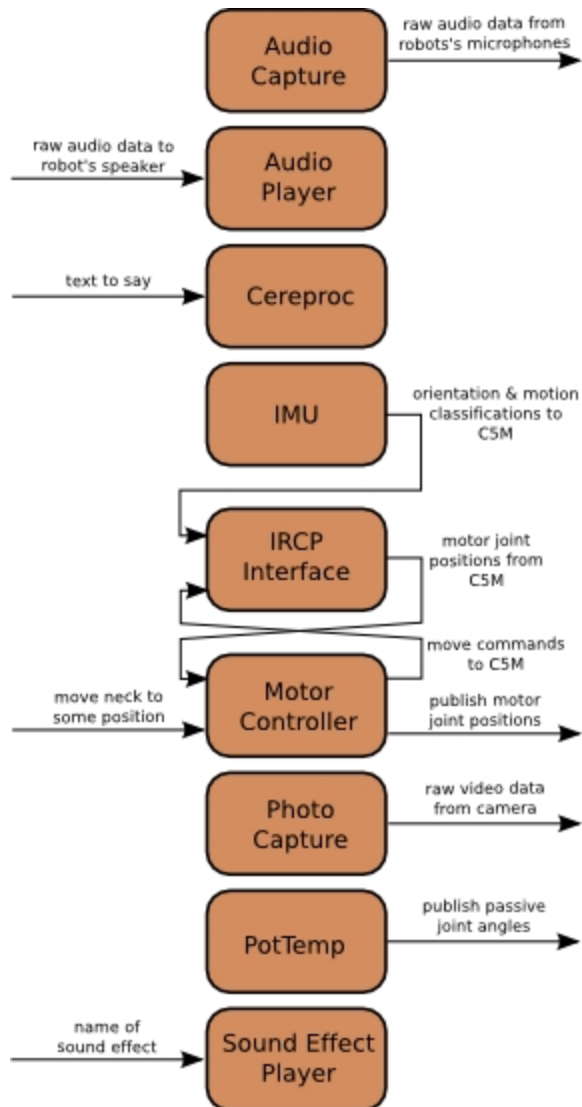 Audio
Capture
raw audio data from
robots's microphones
raw audio data to
robot's speaker
Audio
Player
text to say
Cereproc
IMU
orientation & motion
classifications to
C5M
IRCP
Interface
motor joint
positions from
C5M
move commands
to C5M
move neck to
some position
Motor
Controller
publish motor
joint positions
Photo
Capture
raw video data
from camera
PotTemp
publish passive
joint angles
name of
sound effect
Sound Effect
Player